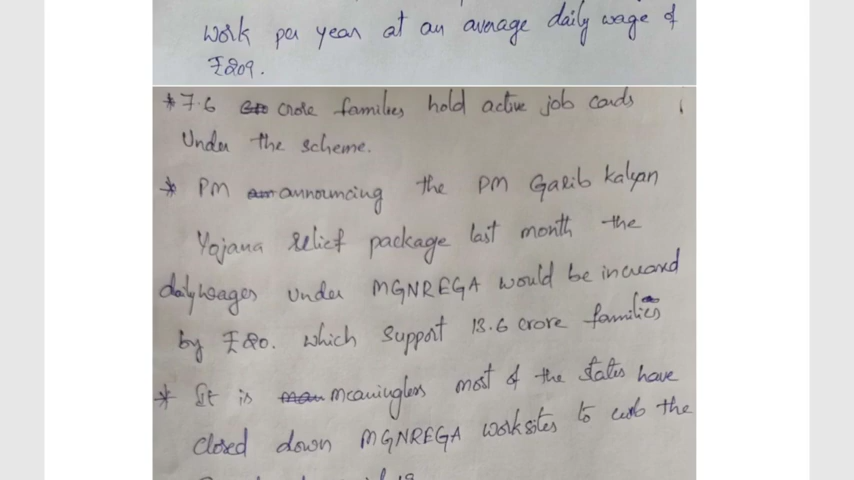 work per year at an average daily wage of
₹209.
* 7.6 crore families hold active job cards
Under the scheme.
* PM announcing the PM Garib kalyan
Yojana relief package last month the
daily wages under MGNREGA would be increased
by ₹20. which support 13.6 crore families
* It is meaningless most of the states have
closed down MGNREGA worksites to curb the